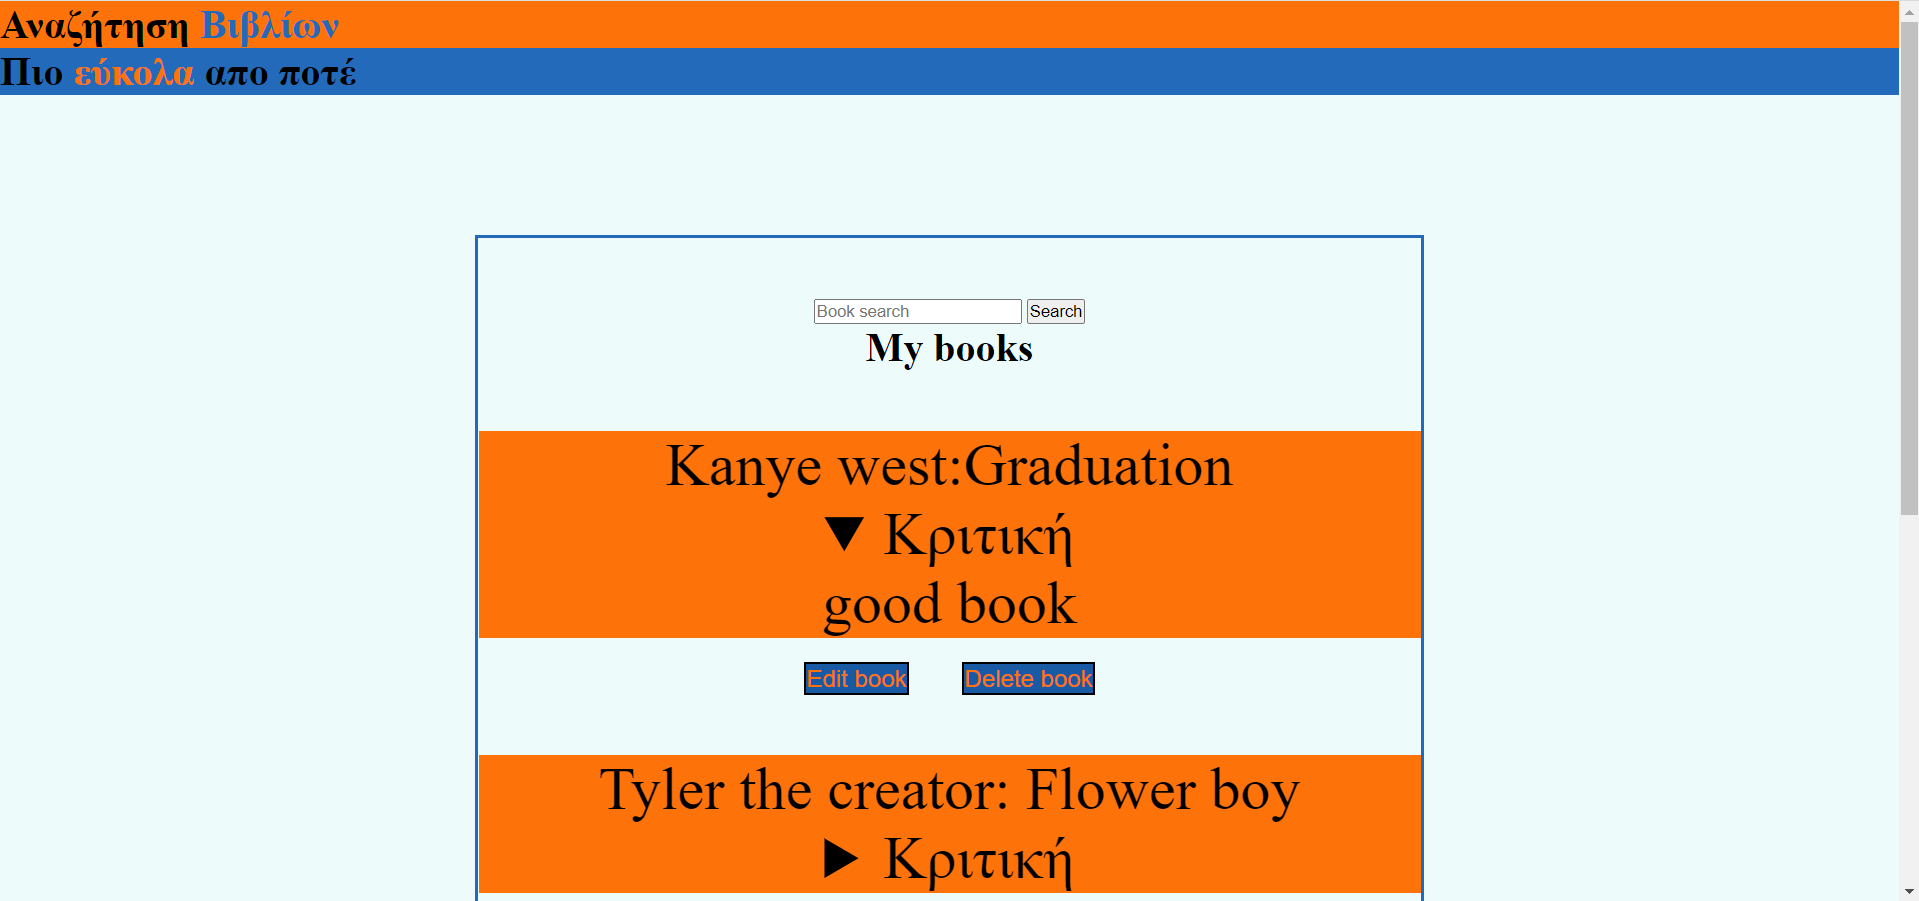 Αναζήτηση Βιβλίων
Πιο εύκολα απο ποτέ
Book search Search
My books
Kanye west:Graduation
▼ Κριτική
good book
Edit book Delete book
Tyler the creator: Flower boy
▶ Κριτική